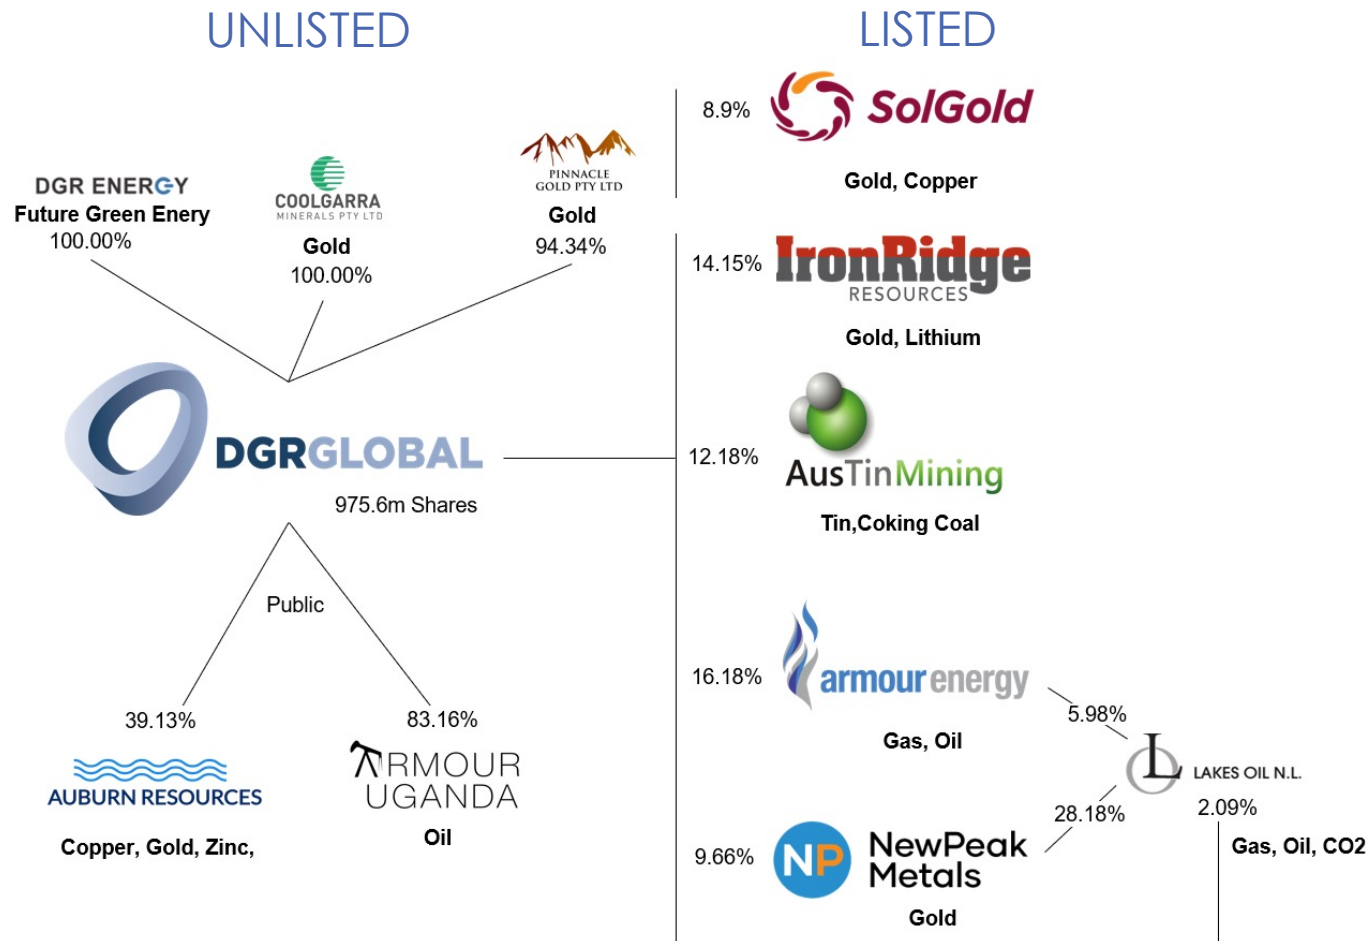 UNLISTED
LISTED
DGR ENERGY
Future Green Enery
100.00%
COOLGARRA
MINERALS PTY LTD
Gold
100.00%
PINNACLE
GOLD PTY LTD
Gold
94.34%
DGRGLOBAL
975.6m Shares
Public
39.13%
AUBURN RESOURCES
Copper, Gold, Zinc,
83.16%
ARMOUR
UGANDA
Oil
8.9%
SolGold
Gold, Copper
14.15%
IronRidge
RESOURCES
Gold, Lithium
12.18%
AusTinMining
Tin,Coking Coal
16.18%
armour energy
Gas, Oil
5.98%
LO
LAKES OIL N.L.
28.18%
2.09%
Gas, Oil, CO2
9.66%
NP
NewPeak
Metals
Gold